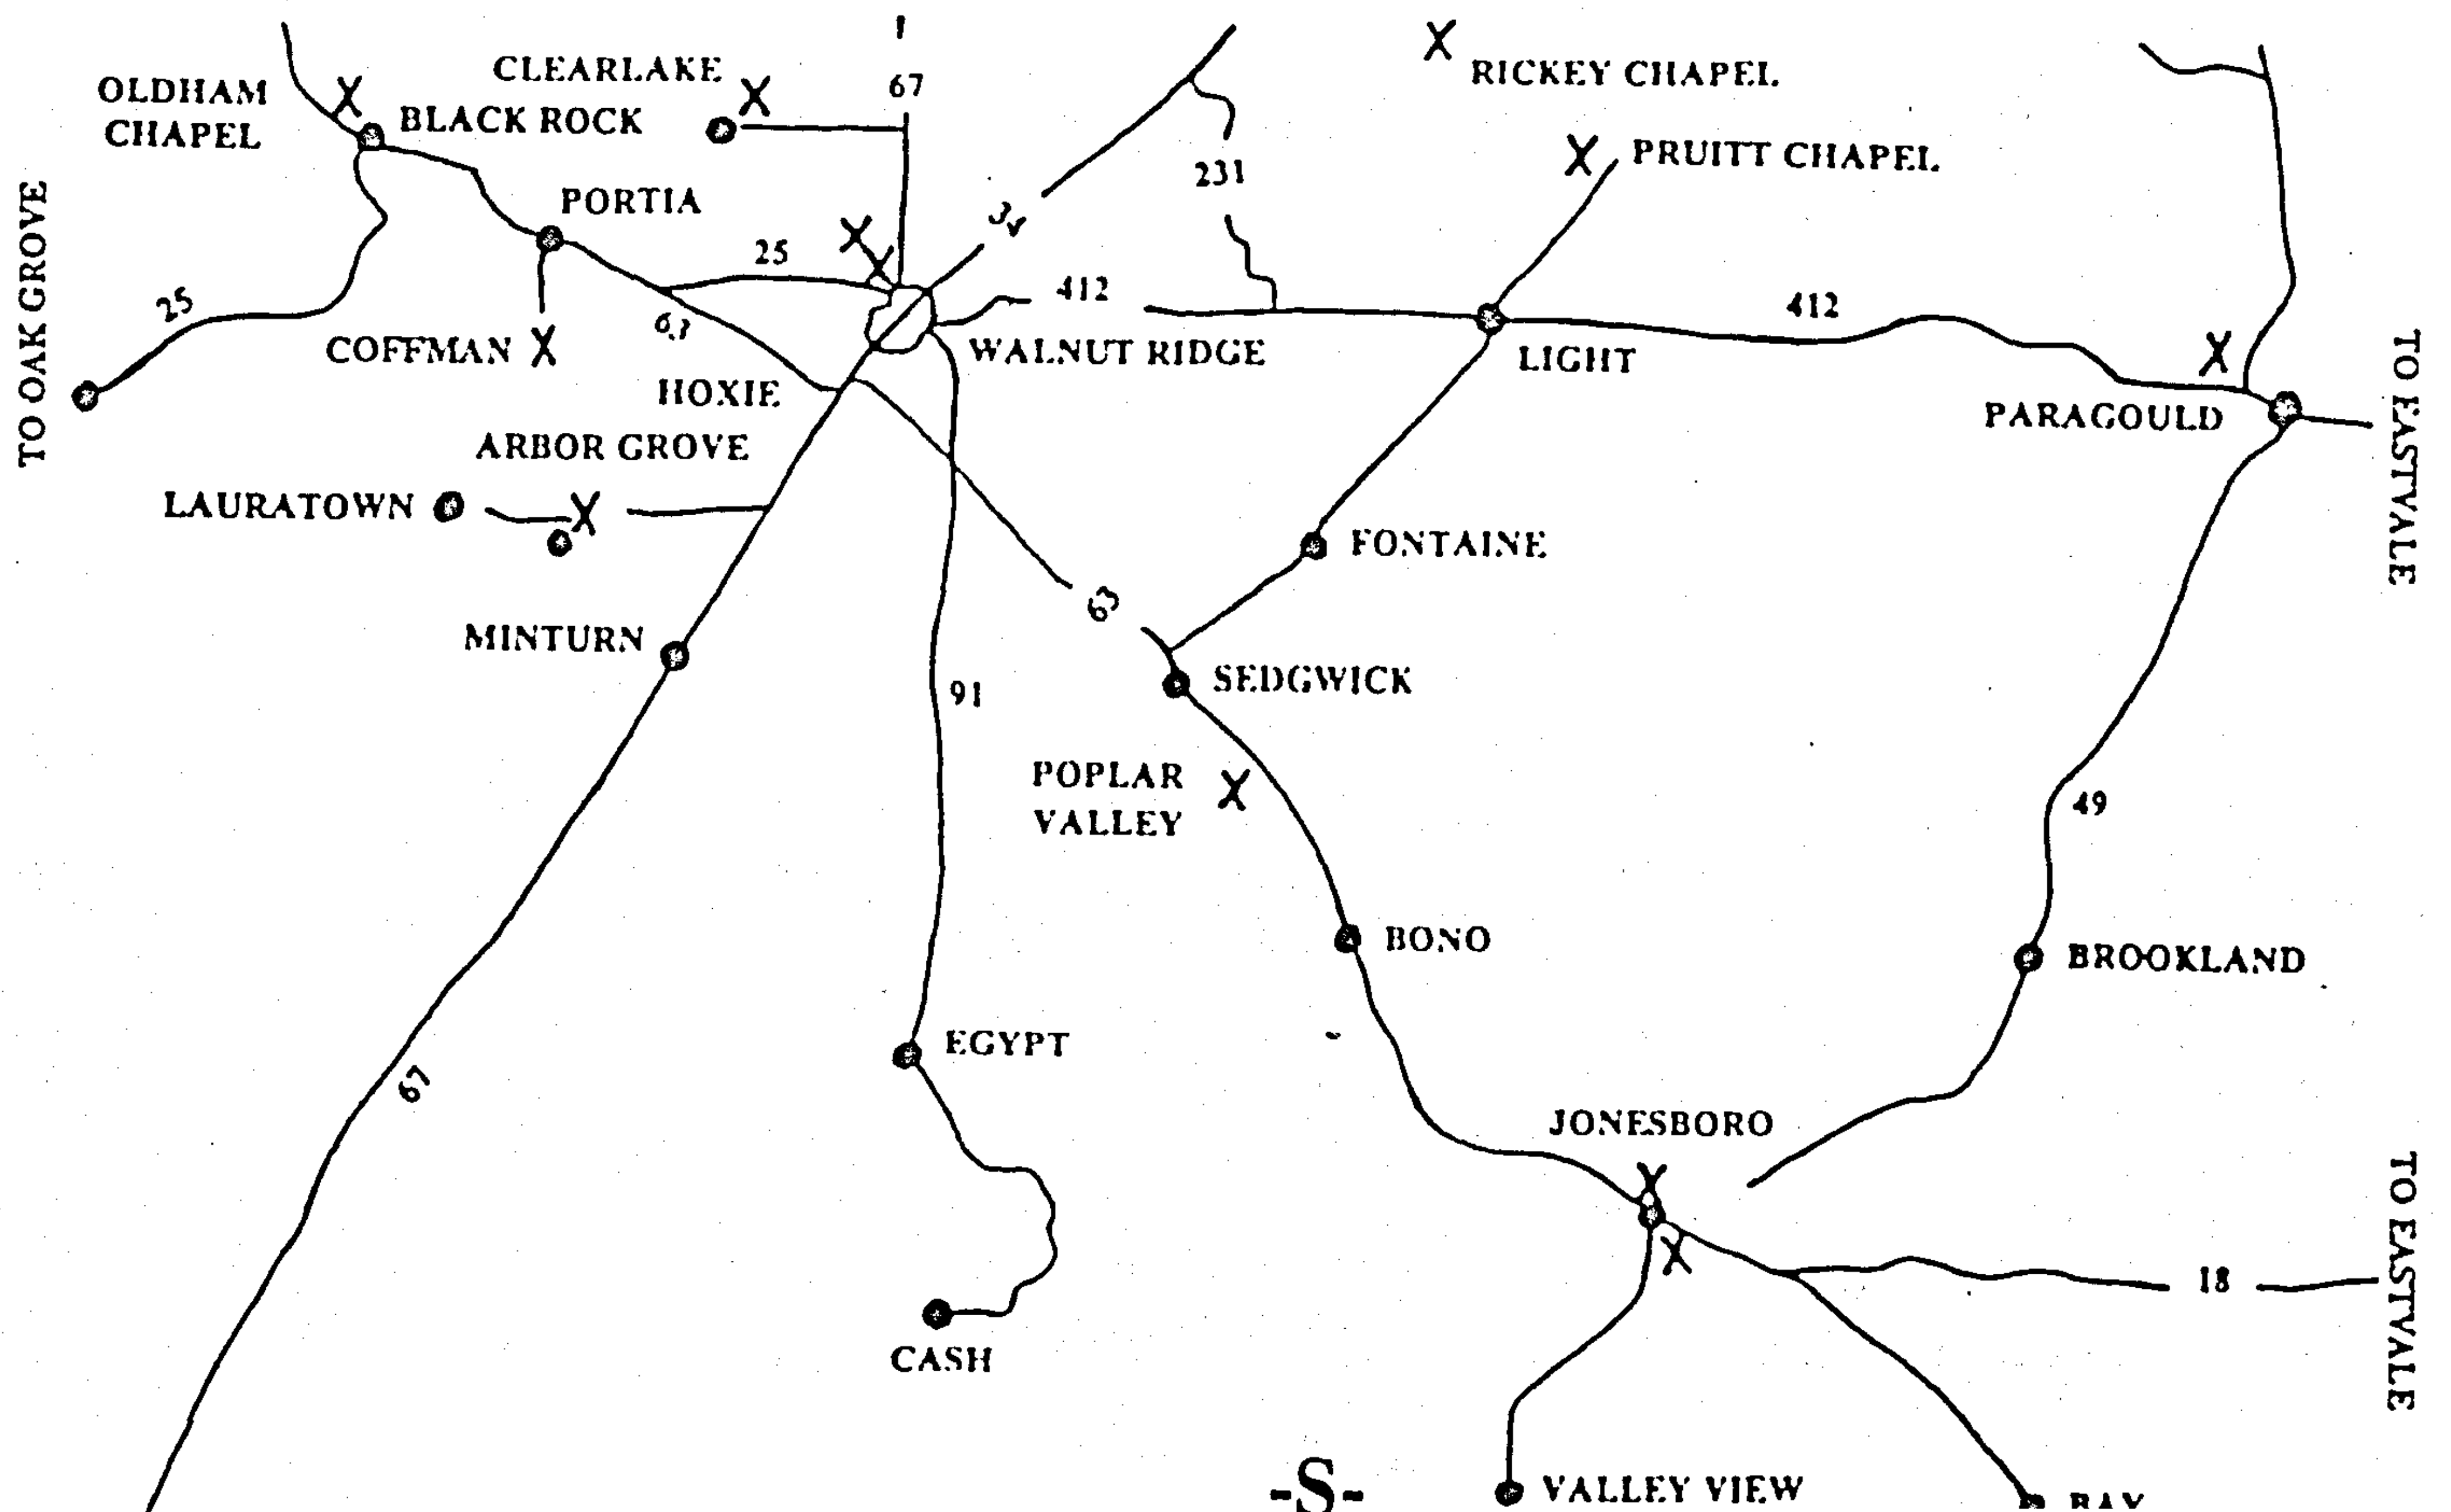 CLEARLAKE
67
RICKEY CHAPEL
OLDHAM
CHAPEL
BLACK ROCK
PRUITT CHAPEL
231
PORTIA
34
25
412
412
25
TO OAK GROVE
63
COFFMAN
WALNUT RIDGE
LIGHT
HOXIE
PARAGOULD
TO EASTVALE
ARBOR GROVE
LAURATOWN
FONTAINE
63
MINTURN
SEDGWICK
91
POPLAR
VALLEY
49
BONO
BROOKLAND
EGYPT
67
JONESBORO
TO EASTVALE
18
CASH
-S-
VALLEY VIEW
BAY